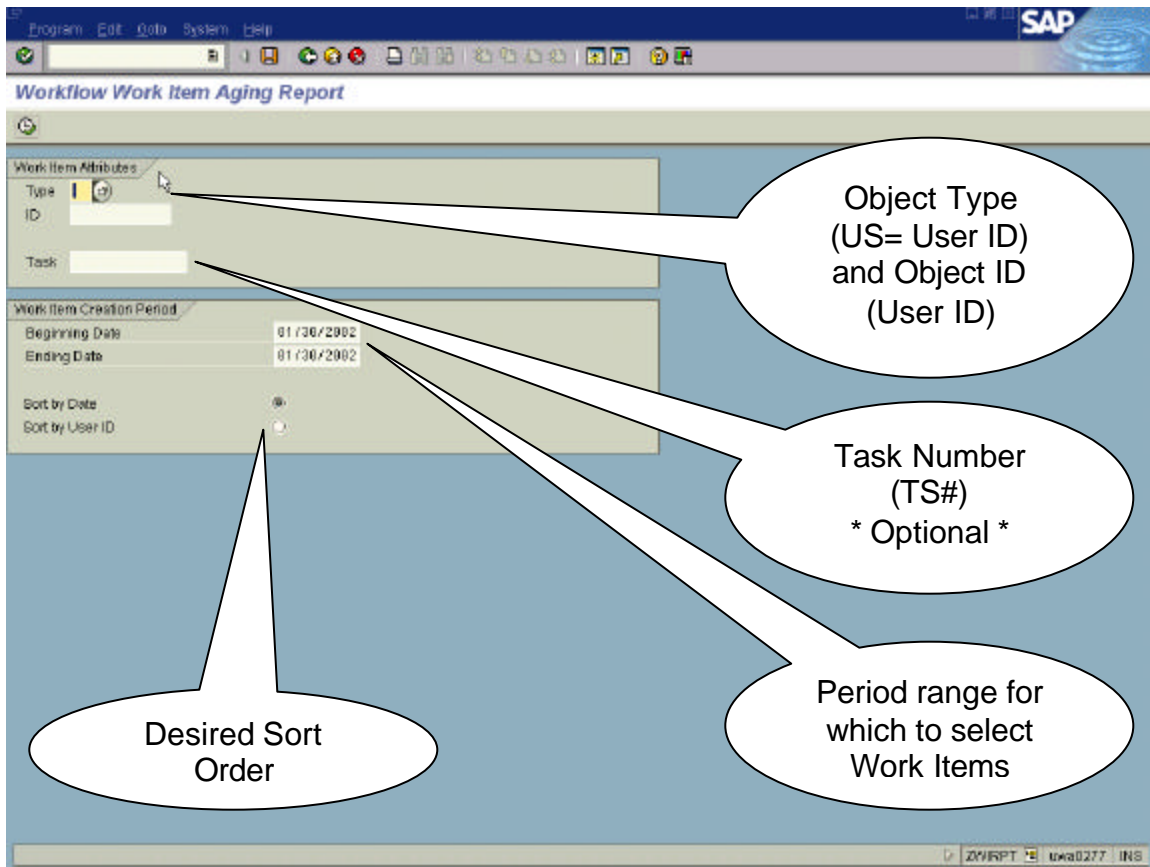 Program Edit Goto System Help
SAP
Workflow Work Item Aging Report
Work Item Attributes
Type
ID
Task
Object Type
(US= User ID)
and Object ID
(User ID)
Work Item Creation Period
Beginning Date 01/30/2002
Ending Date 01/30/2002
Sort by Date
Sort by User ID
Task Number
(TS#)
* Optional *
Desired Sort
Order
Period range for
which to select
Work Items
ZWIRPT uwa0277 INS